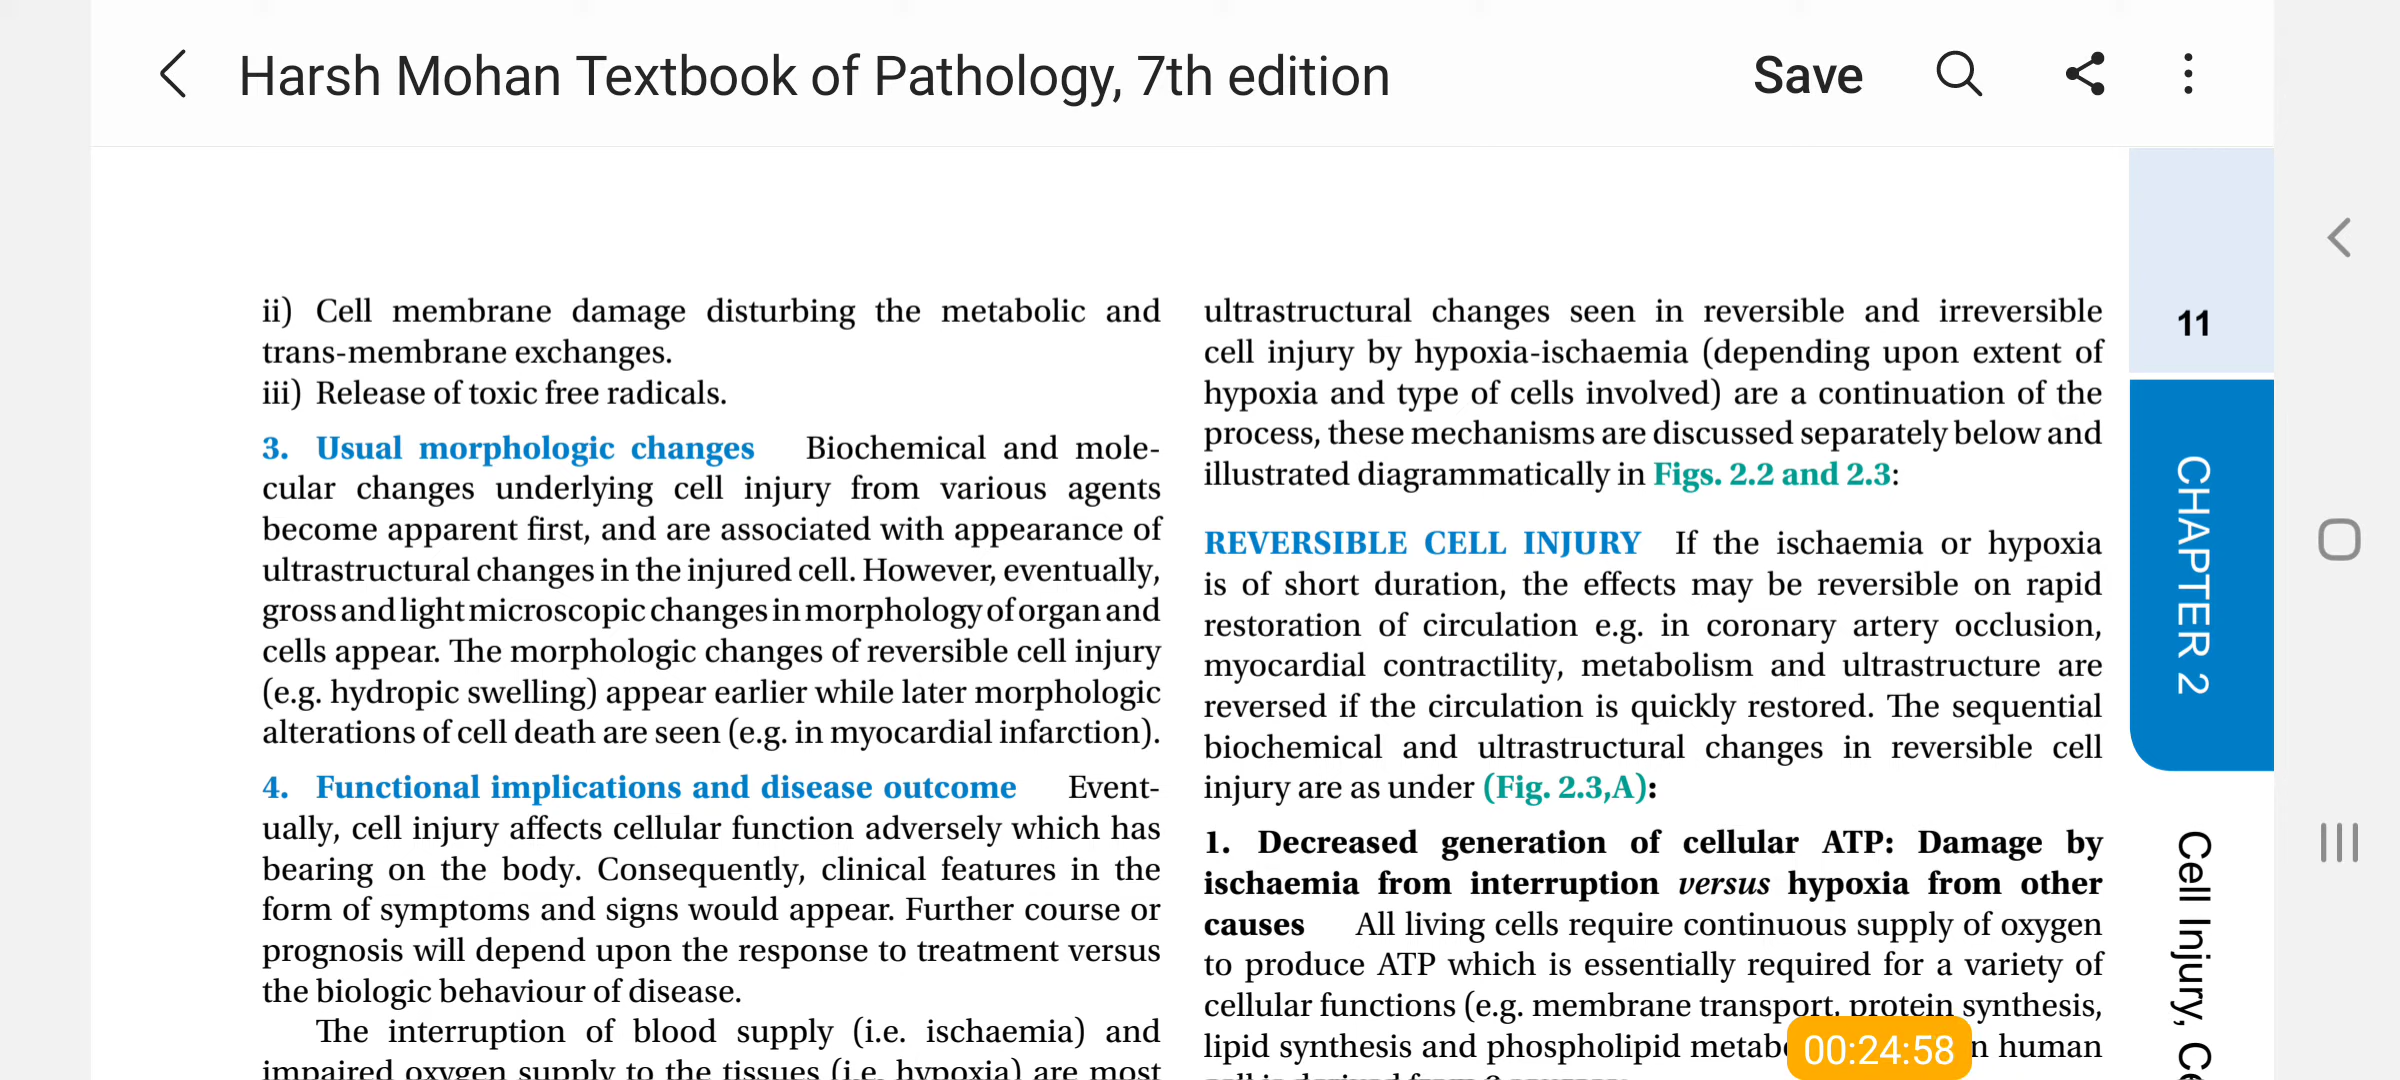 Harsh Mohan Textbook of Pathology, 7th edition
Save
ii) Cell membrane damage disturbing the metabolic and
trans-membrane exchanges.
iii) Release of toxic free radicals.
3. Usual morphologic changes Biochemical and mole-
cular changes underlying cell injury from various agents
become apparent first, and are associated with appearance of
ultrastructural changes in the injured cell. However, eventually,
gross and light microscopic changes in morphology of organ and
cells appear. The morphologic changes of reversible cell injury
(e.g. hydropic swelling) appear earlier while later morphologic
alterations of cell death are seen (e.g. in myocardial infarction).
4. Functional implications and disease outcome Event-
ually, cell injury affects cellular function adversely which has
bearing on the body. Consequently, clinical features in the
form of symptoms and signs would appear. Further course or
prognosis will depend upon the response to treatment versus
the biologic behaviour of disease.
The interruption of blood supply (i.e. ischaemia) and
impaired oxygen supply to the tissues (i.e. hypoxia) are most
ultrastructural changes seen in reversible and irreversible
cell injury by hypoxia-ischaemia (depending upon extent of
hypoxia and type of cells involved) are a continuation of the
process, these mechanisms are discussed separately below and
illustrated diagrammatically in Figs. 2.2 and 2.3:
REVERSIBLE CELL INJURY If the ischaemia or hypoxia
is of short duration, the effects may be reversible on rapid
restoration of circulation e.g. in coronary artery occlusion,
myocardial contractility, metabolism and ultrastructure are
reversed if the circulation is quickly restored. The sequential
biochemical and ultrastructural changes in reversible cell
injury are as under (Fig. 2.3,A):
1. Decreased generation of cellular ATP: Damage by
ischaemia from interruption versus hypoxia from other
causes All living cells require continuous supply of oxygen
to produce ATP which is essentially required for a variety of
cellular functions (e.g. membrane transport, protein synthesis,
lipid synthesis and phospholipid human
00:24:58
11
CHAPTER 2
Cell Injury,